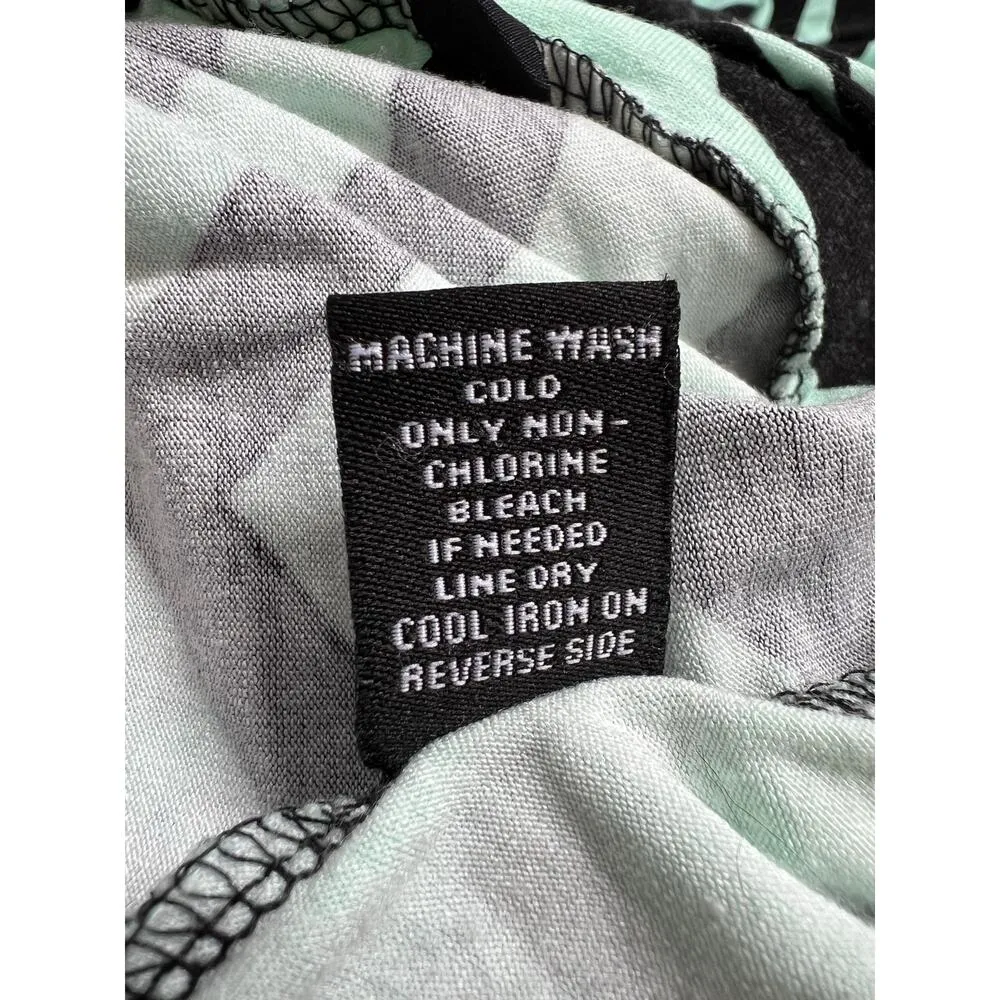 MACHINE WASH
COLD
ONLY NON-
CHLORINE
BLEACH
IF NEEDED
LINE DRY
COOL IRON ON
REVERSE SIDE